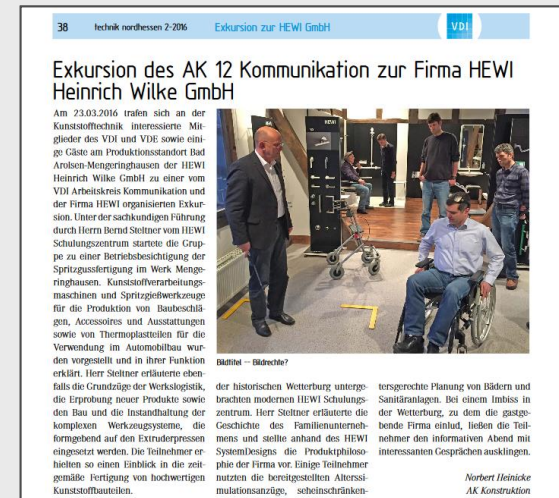 38
technik nordhessen 2-2016
Exkursion zur HEWI GmbH
VDI
Exkursion des AK 12 Kommunikation zur Firma HEWI
Heinrich Wilke GmbH
Am 23.03.2016 trafen sich an der
Kunststofftechnik interessierte Mit-
glieder des VDI und VDE sowie eini-
ge Gäste am Produktionsstandort Bad
Arolsen-Mengeringhausen der HEWI
Heinrich Wilke GmbH zu einer vom
VDI Arbeitskreis Kommunikation und
der Firma HEWI organisierten Exkur-
sion. Unter der sachkundigen Führung
durch Herrn Bernd Steltner vom HEWI
Schulungszentrum startete die Grup-
pe zu einer Betriebsbesichtigung der
Spritzgussfertigung im Werk Menge-
ringhausen. Kunststoffverarbeitungs-
maschinen und Spritzgießwerkzeuge
für die Produktion von Baubeschlä-
gen, Accessoires und Ausstattungen
sowie von Thermoplastteilen für die
Verwendung im Automobilbau wur-
den vorgestellt und in ihrer Funktion
erklärt. Herr Steltner erläuterte eben-
falls die Grundzüge der Werkslogistik,
die Erprobung neuer Produkte sowie
den Bau und die Instandhaltung der
komplexen Werkzeugsysteme, die
formgebend auf den Extruderpressen
eingesetzt werden. Die Teilnehmer er-
hielten so einen Einblick in die zeit-
gemäße Fertigung von hochwertigen
Kunststoffbauteilen.
HEWI
Bildtitel — Bildrechte?
der historischen Wetterburg unterge-
brachten modernen HEWI Schulungs-
zentrum. Herr Steltner erläuterte die
Geschichte des Familienunterneh-
mens und stellte anhand des HEWI
SystemDesigns die Produktphiloso-
phie der Firma vor. Einige Teilnehmer
nutzten die bereitgestellten Alterssi-
mulationsanzüge, seheinschränken-
tersgerechte Planung von Bädern und
Sanitäranlagen. Bei einem Imbiss in
der Wetterburg, zu dem die gastge-
bende Firma einlud, ließen die Teil-
nehmer den informativen Abend mit
interessanten Gesprächen ausklingen.
Norbert Heinicke
AK Konstruktion